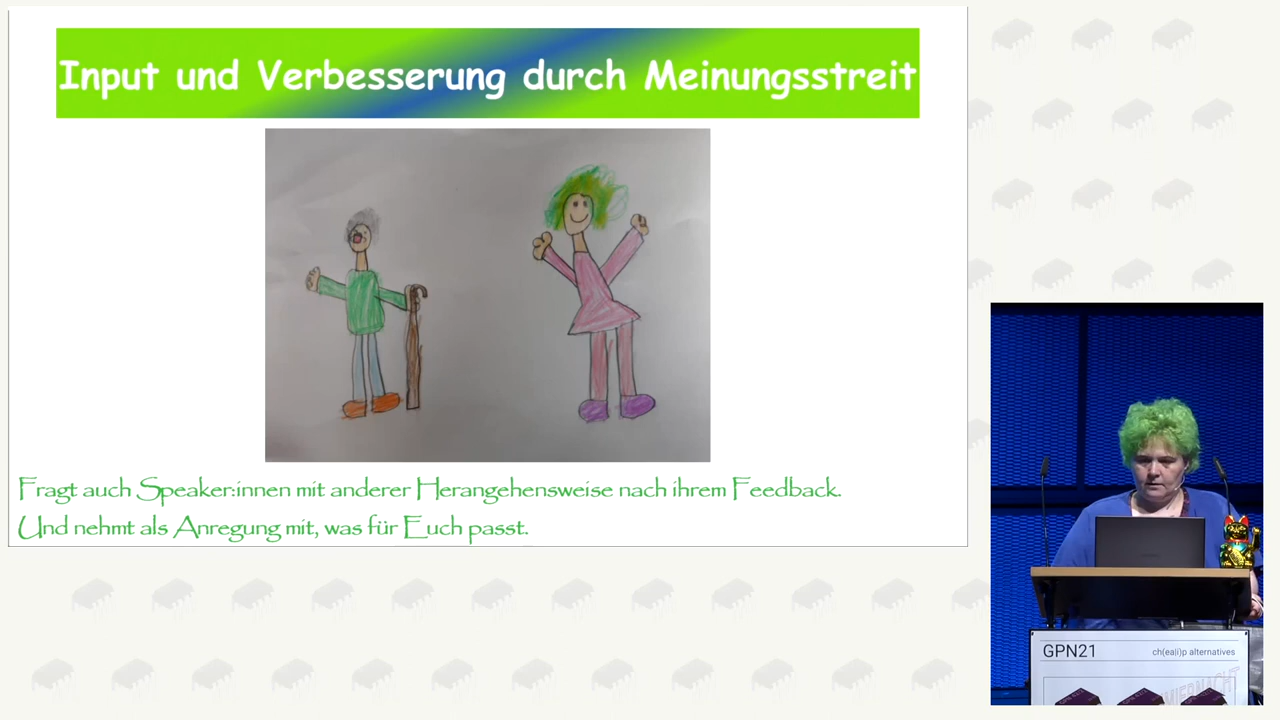 Input und Verbesserung durch Meinungsstreit
Fragt auch Speaker:innen mit anderer Herangehensweise nach ihrem Feedback.
Und nehmt als Anregung mit, was für Euch passt.
GPN21
ch(ea|i)p alternatives